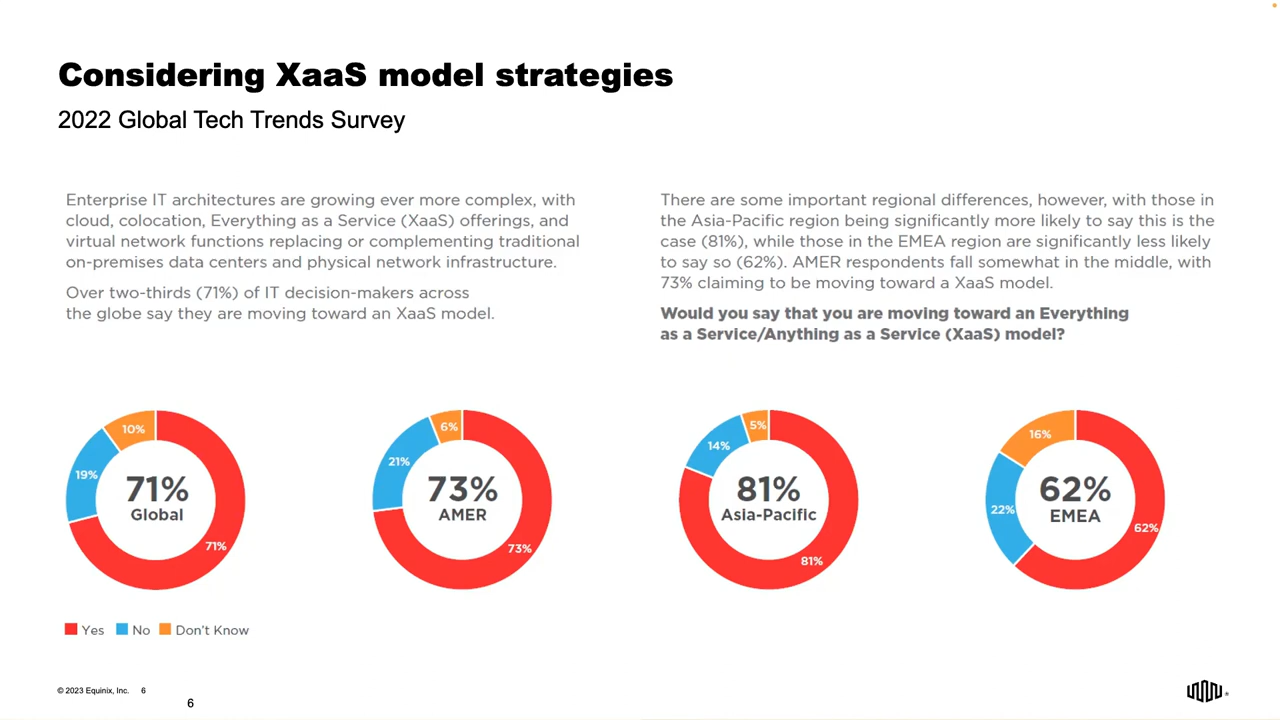 Considering XaaS model strategies
2022 Global Tech Trends Survey
Enterprise IT architectures are growing ever more complex, with
cloud, colocation, Everything as a Service (XaaS) offerings, and
virtual network functions replacing or complementing traditional
on-premises data centers and physical network infrastructure.
Over two-thirds (71%) of IT decision-makers across
the globe say they are moving toward an XaaS model.
There are some important regional differences, however, with those in
the Asia-Pacific region being significantly more likely to say this is the
case (81%), while those in the EMEA region are significantly less likely
to say so (62%). AMER respondents fall somewhat in the middle, with
73% claiming to be moving toward a XaaS model.
Would you say that you are moving toward an Everything
as a Service/Anything as a Service (XaaS) model?
10%
19%
71%
Global
71%
6%
21%
73%
AMER
73%
5%
14%
81%
Asia-Pacific
81%
16%
22%
62%
EMEA
62%
Yes No Don't Know
© 2023 Equinix, Inc. 6
6
®